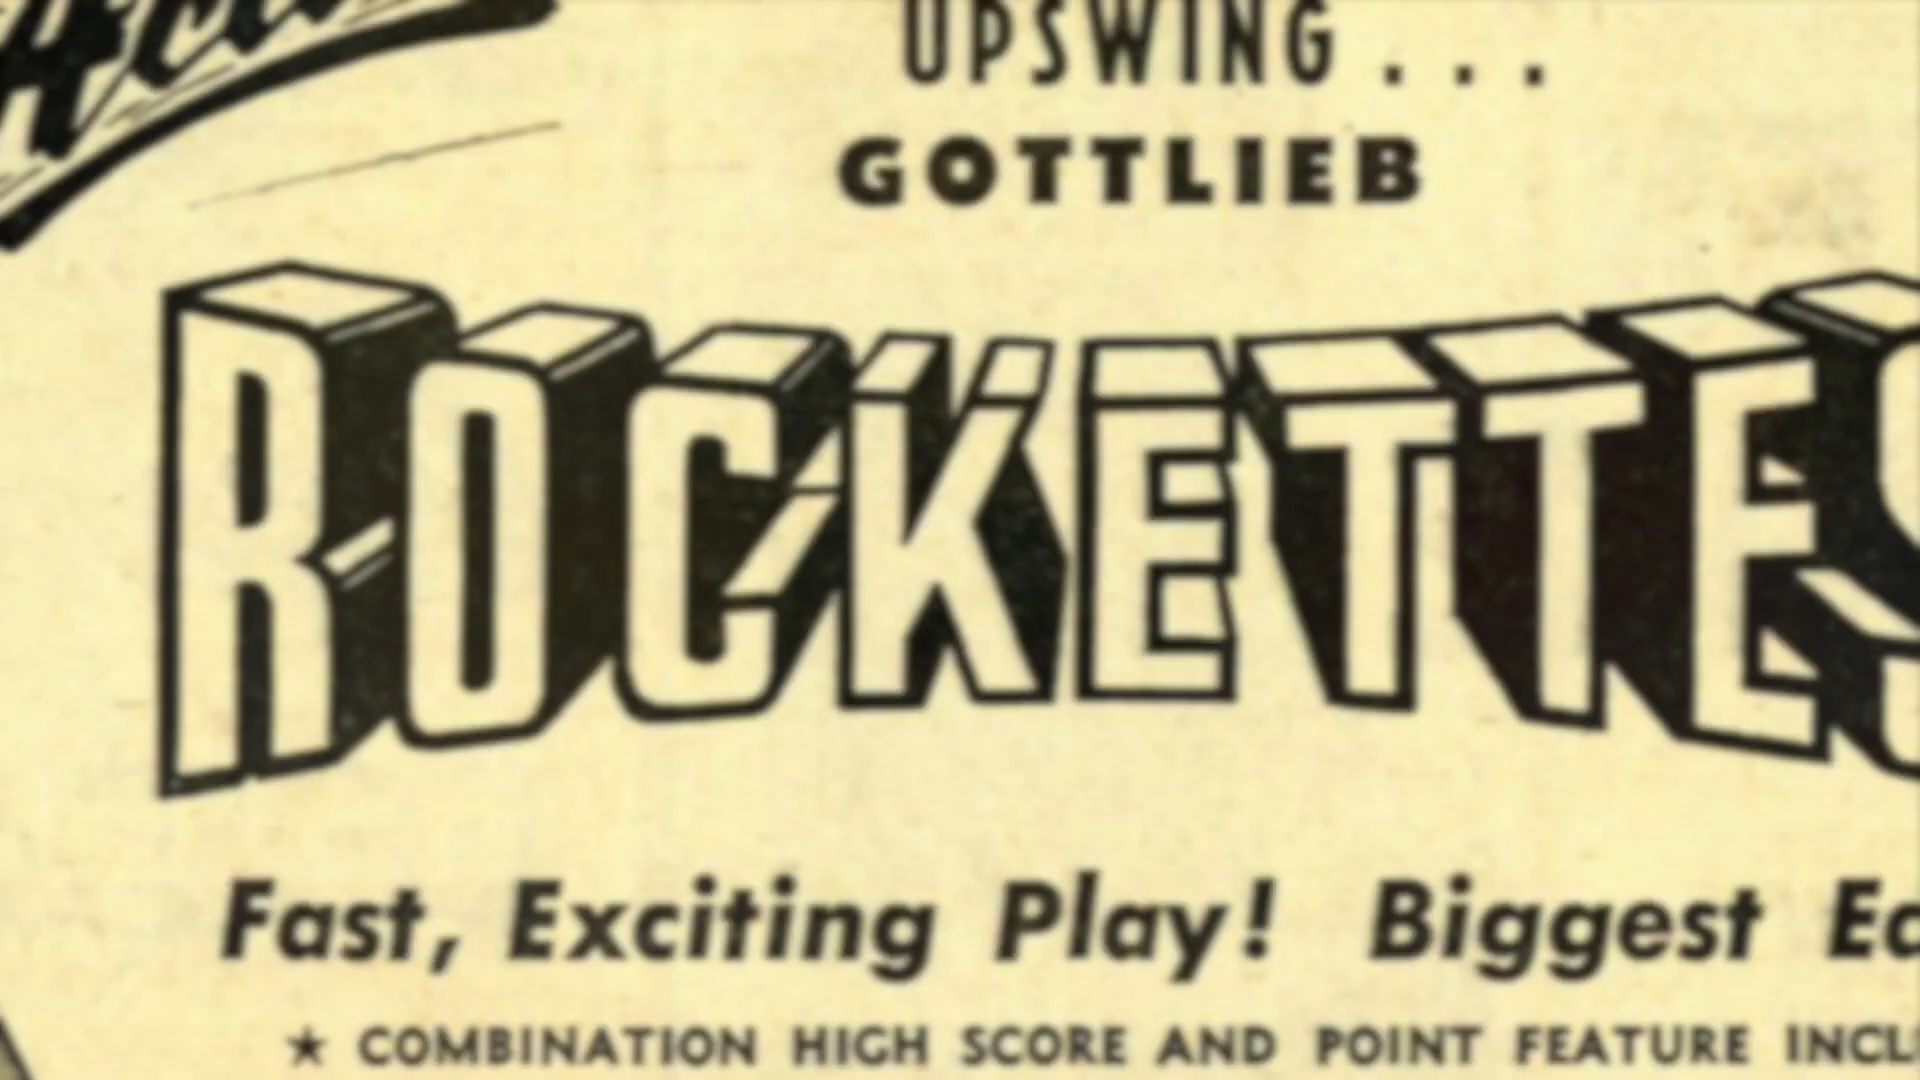 UPSWING . . .
GOTTLIEB
ROCKETTES
Fast, Exciting Play! Biggest
★ COMBINATION HIGH SCORE AND POINT FEATURE